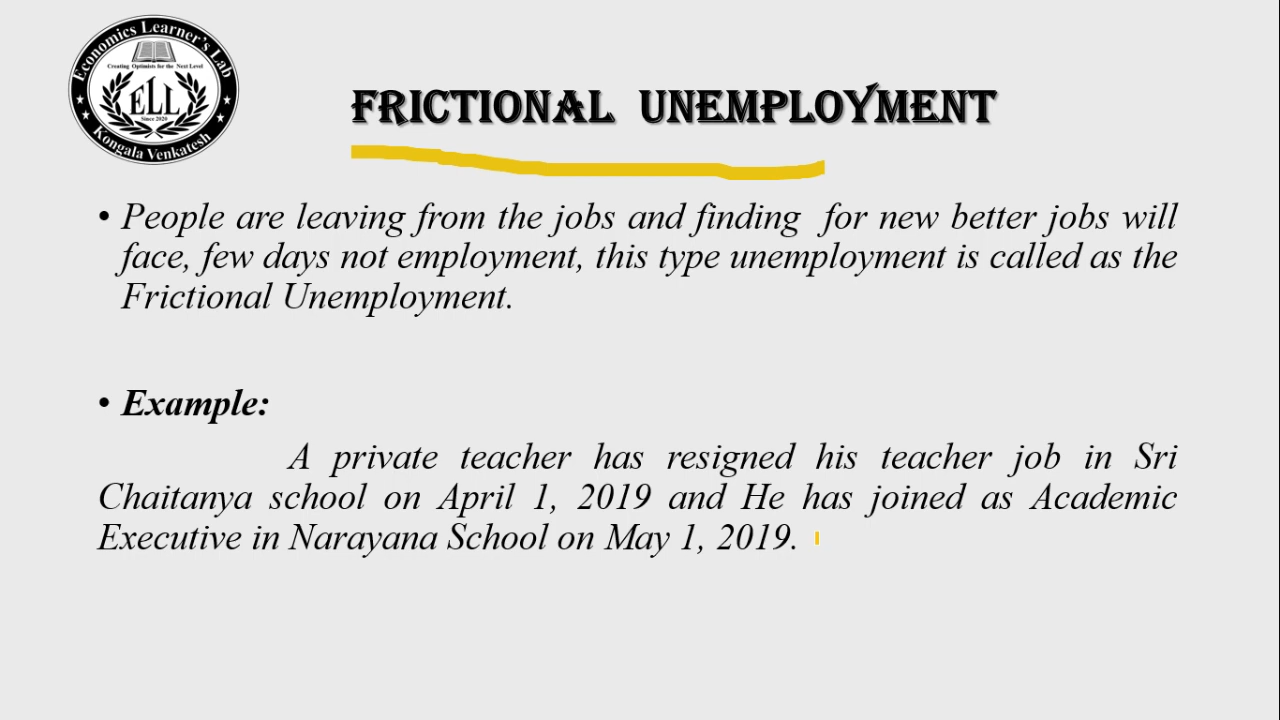 Economics Learner's Lab
Creating Optimists for the Next Level
ELL
Since 2020
Kongala Venkatesh
FRICTIONAL UNEMPLOYMENT
• People are leaving from the jobs and finding for new better jobs will
face, few days not employment, this type unemployment is called as the
Frictional Unemployment.
• Example:
A private teacher has resigned his teacher job in Sri
Chaitanya school on April 1, 2019 and He has joined as Academic
Executive in Narayana School on May 1, 2019.